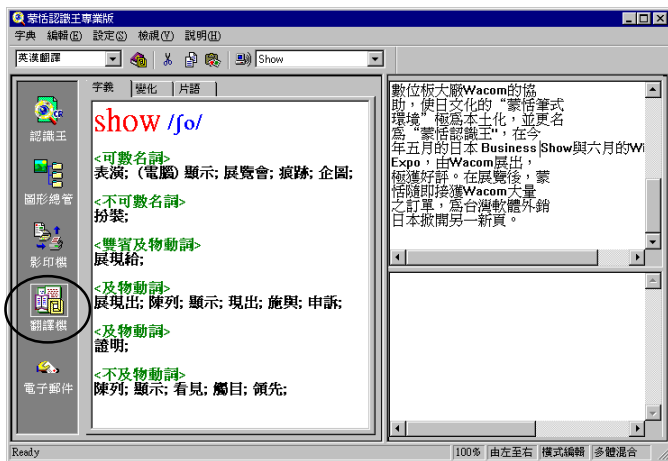 蒙恬認識王專業版
字典 編輯(E) 設定(S) 檢視(V) 說明(H)
英漢翻譯 Show
字義 變化 片語
認識王
圖形總管
影印機
翻譯機
電子郵件
show /ʃo/
<可數名詞>
表演; (電腦) 顯示; 展覽會; 痕跡; 企圖;
<不可數名詞>
扮裝;
<雙賓及物動詞>
展現給;
<及物動詞>
展現出; 陳列; 顯示; 現出; 施與; 申訴;
<及物動詞>
證明;
<不及物動詞>
陳列; 顯示; 看見; 觸目; 領先;
數位板大廠Wacom的協
助，使日文化的“蒙恬筆式
環境”極為本土化，並更名
為“蒙恬認識王"，在今
年五月的日本 Business Show與六月的Wi
Expo，由Wacom展出，
極獲好評。在展覽後，蒙
恬隨即接獲Wacom大量
之訂單，為台灣軟體外銷
日本掀開另一新頁。
Ready 100% 由左至右 橫式編輯 多體混合